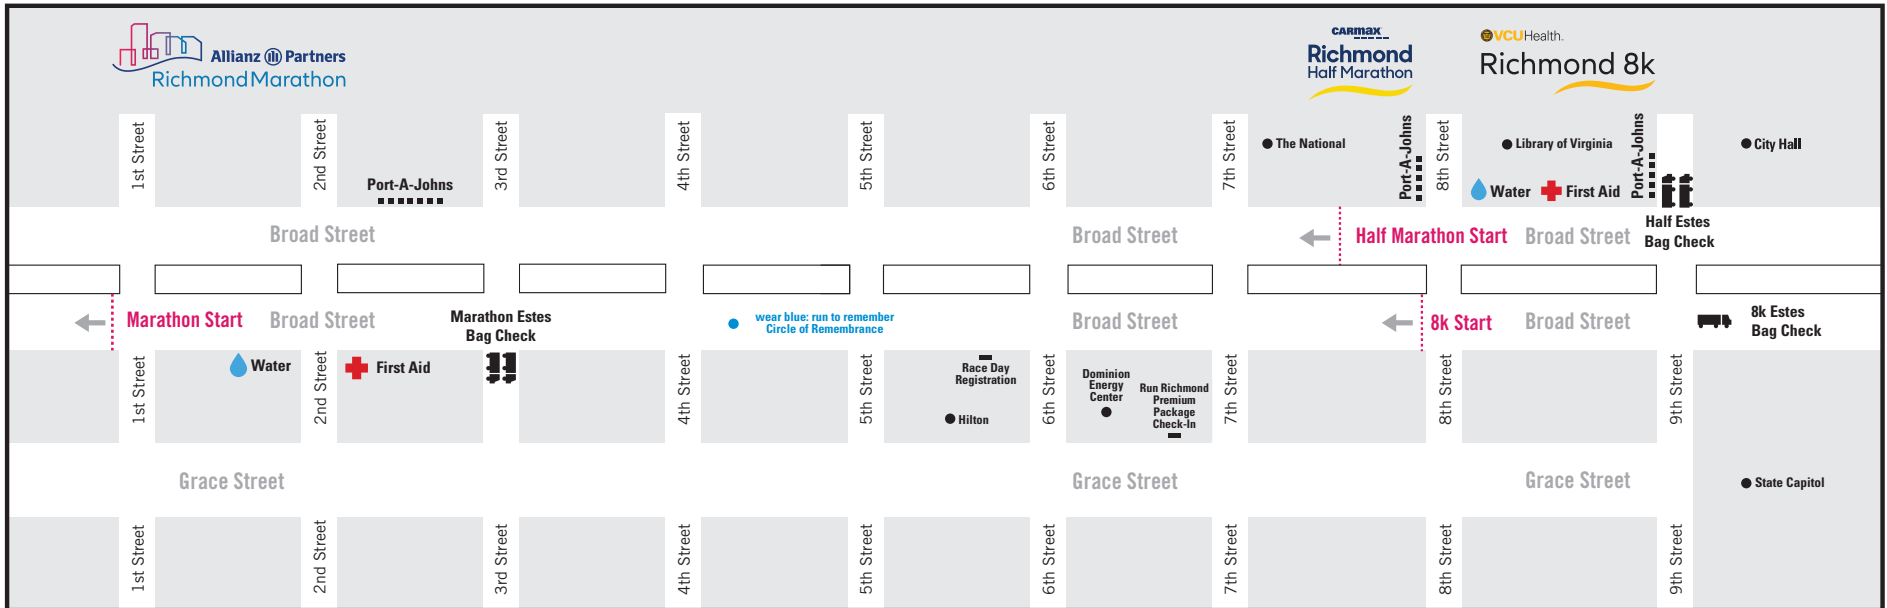 Allianz Partners
Richmond Marathon
CARMAX
Richmond
Half Marathon
VCUHealth.
Richmond 8k
1st Street
2nd Street
3rd Street
4th Street
5th Street
6th Street
7th Street
8th Street
Port-A-Johns
The National
Port-A-Johns
Library of Virginia
Port-A-Johns
City Hall
Water
First Aid
Broad Street
Broad Street
Half Marathon Start
Broad Street
Half Estes
Bag Check
Marathon Start
Broad Street
Marathon Estes
Bag Check
wear blue: run to remember
Circle of Remembrance
Broad Street
8k Start
Broad Street
8k Estes
Bag Check
1st Street
Water
2nd Street
First Aid
4th Street
5th Street
Race Day
Registration
Hilton
6th Street
Dominion
Energy
Center
Run Richmond
Premium
Package
Check-In
7th Street
8th Street
9th Street
Grace Street
Grace Street
Grace Street
State Capitol
1st Street
2nd Street
3rd Street
4th Street
5th Street
6th Street
7th Street
8th Street
9th Street